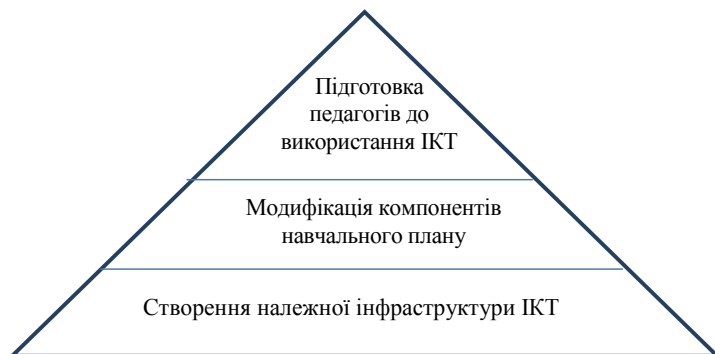 Підготовка
педагогів до
використання ІКТ
Модифікація компонентів
навчального плану
Створення належної інфраструктури ІКТ